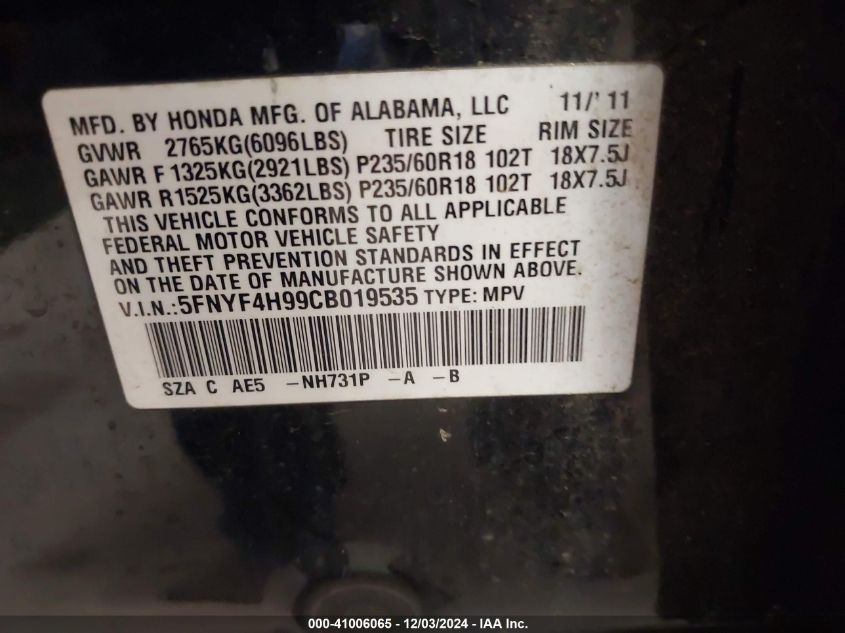 MFD. BY HONDA MFG. OF ALABAMA, LLC 11/'11
GVWR 2765KG(6096LBS) TIRE SIZE RIM SIZE
GAWR F 1325KG(2921LBS) P235/60R18 102T 18X7.5J
GAWR R1525KG(3362LBS) P235/60R18 102T 18X7.5J
THIS VEHICLE CONFORMS TO ALL APPLICABLE
FEDERAL MOTOR VEHICLE SAFETY
AND THEFT PREVENTION STANDARDS IN EFFECT
ON THE DATE OF MANUFACTURE SHOWN ABOVE.
V.I.N.:5FNYF4H99CB019535 TYPE: MPV
SZA C AE5 -NH731P -A -B
000-41006065 - 12/03/2024 - IAA Inc.